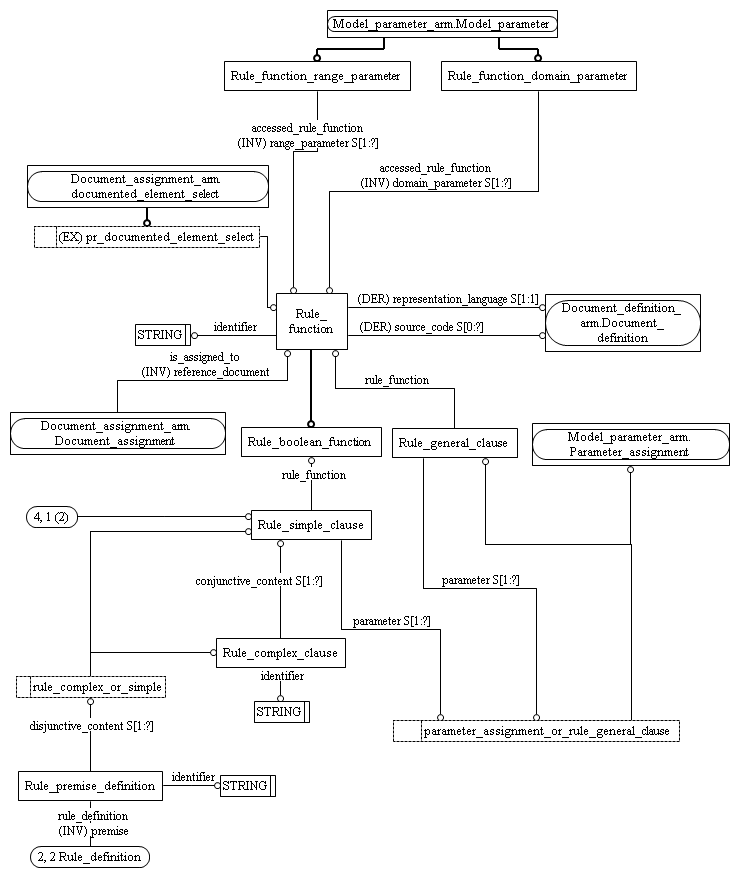 Model_parameter_arm.Model_parameter
Rule_function_range_parameter
Rule_function_domain_parameter
accessed_rule_function
(INV) range_parameter S[1:?]
accessed_rule_function
(INV) domain_parameter S[1:?]
Document_assignment_arm.
documented_element_select
(EX) pr_documented_element_select
Rule_
function
(DER) representation_language S[1:1]
(DER) source_code S[0:?]
Document_definition_
arm.Document_
definition
STRING
identifier
is_assigned_to
(INV) reference_document
rule_function
Document_assignment_arm.
Document_assignment
Rule_boolean_function
Rule_general_clause
Model_parameter_arm.
Parameter_assignment
rule_function
4, 1 (2)
Rule_simple_clause
conjunctive_content S[1:?]
parameter S[1:?]
parameter S[1:?]
Rule_complex_clause
identifier
STRING
rule_complex_or_simple
disjunctive_content S[1:?]
parameter_assignment_or_rule_general_clause
Rule_premise_definition
identifier
STRING
rule_definition
(INV) premise
2, 2 Rule_definition